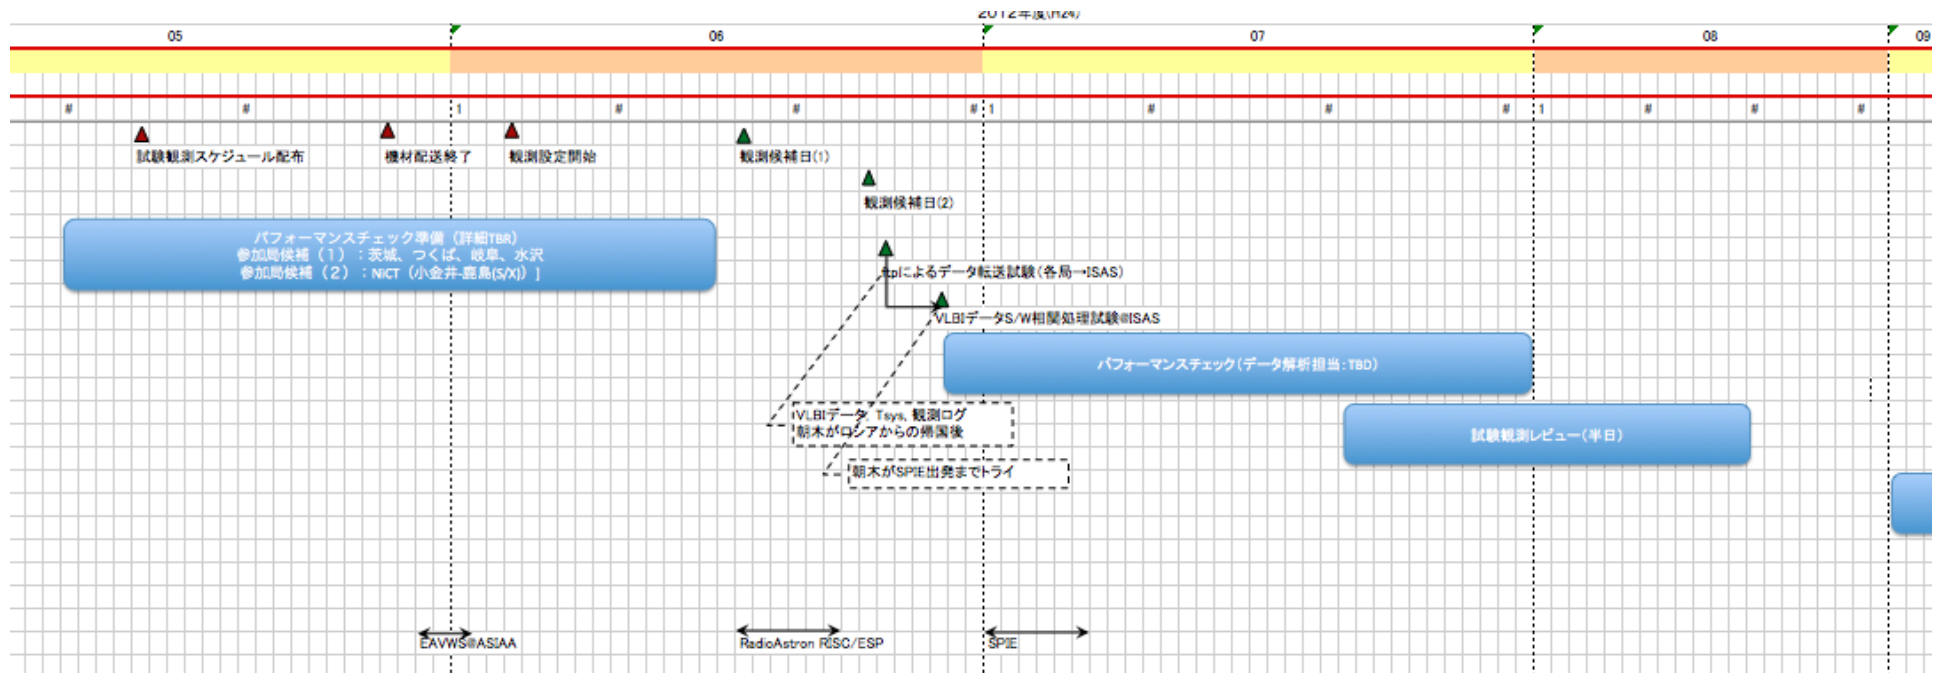 2012年度(H24)
05 06 07 08 09
# # 1 # # # 1 # # # 1 # # #
試験観測スケジュール配布 機材配送終了 観測設定開始 観測候補日(1)
観測候補日(2)
パフォーマンスチェック準備（詳細TBR）
参加局候補（１）：茨城、つくば、岐阜、水沢
参加局候補（２）：NiCT（小金井-鹿島(S/X)）]
ftpによるデータ転送試験(各局→ISAS)
VLBIデータS/W相関処理試験@ISAS
パフォーマンスチェック(データ解析担当：TBD)
VLBIデータ, Tsys, 観測ログ
朝木がロシアからの帰国後
試験観測レビュー(半日)
朝木がSPIE出発までトライ
EAVWS@ASIAA RadioAstron RISC/ESP SPIE